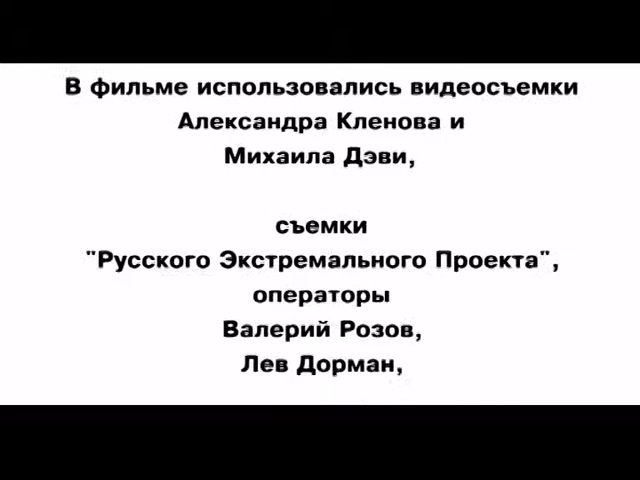 В фильме использовались видеосъемки
Александра Кленова и
Михаила Дэви,
съемки
"Русского Экстремального Проекта",
операторы
Валерий Розов,
Лев Дорман,